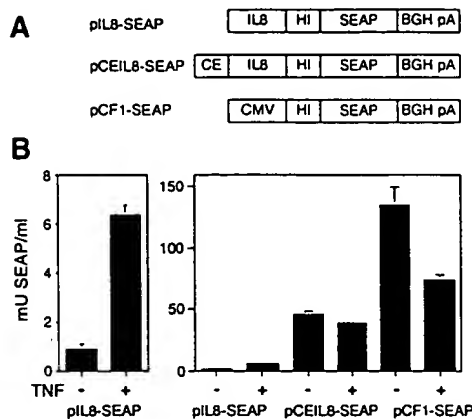 A
pIL8-SEAP IL8 HI SEAP BGH pA
pCEIL8-SEAP CE IL8 HI SEAP BGH pA
pCF1-SEAP CMV HI SEAP BGH pA
B
mU SEAP/ml
8
6
4
2
0
150
100
50
0
TNF - + - + - + - +
pIL8-SEAP pIL8-SEAP pCEIL8-SEAP pCF1-SEAP